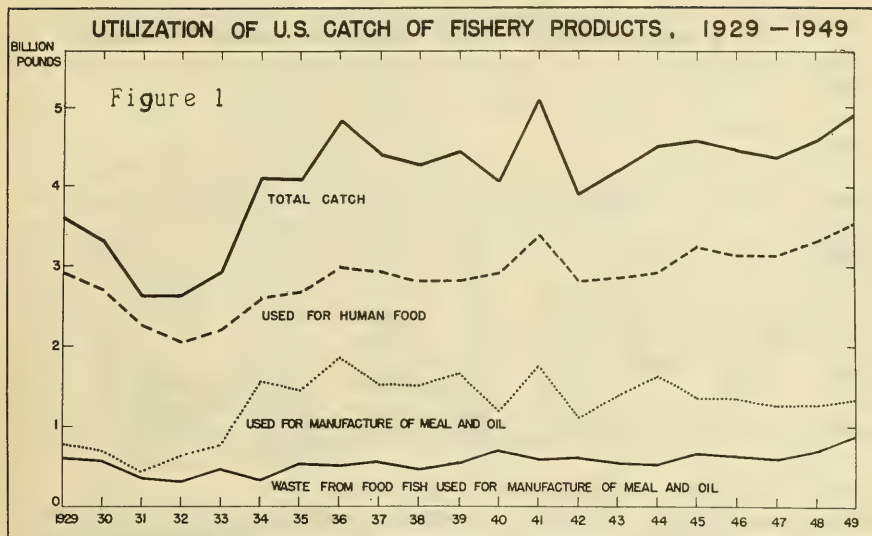 UTILIZATION OF U.S. CATCH OF FISHERY PRODUCTS, 1929 — 1949
BILLION
POUNDS
Figure 1
5
4
TOTAL CATCH
3
USED FOR HUMAN FOOD
2
USED FOR MANUFACTURE OF MEAL AND OIL
1
WASTE FROM FOOD FISH USED FOR MANUFACTURE OF MEAL AND OIL
0
1929 30 31 32 33 34 35 36 37 38 39 40 41 42 43 44 45 46 47 48 49